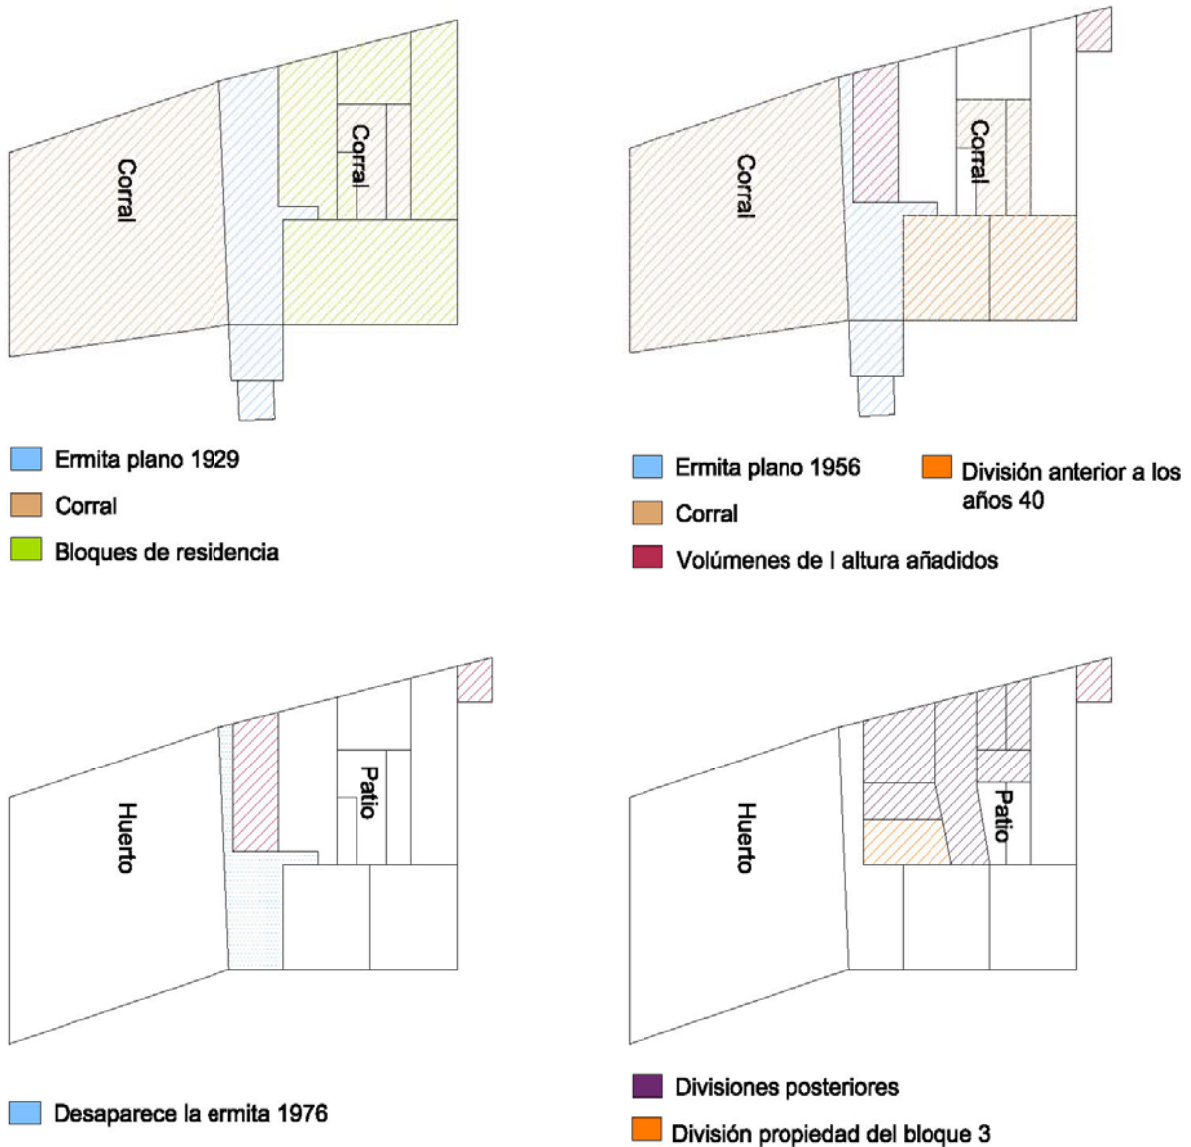 Corral
Corral
Corral
Corral
Ermita plano 1929
Corral
Bloques de residencia
Ermita plano 1956
Corral
Volúmenes de I altura añadidos
División anterior a los
años 40
Huerto
Patio
Huerto
Patio
Desaparece la ermita 1976
Divisiones posteriores
División propiedad del bloque 3